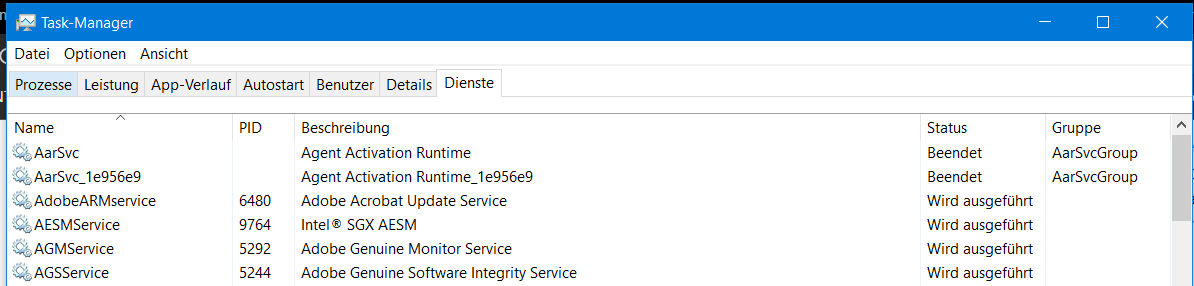 Task-Manager
Datei Optionen Ansicht
Prozesse Leistung App-Verlauf Autostart Benutzer Details Dienste
Name PID Beschreibung Status Gruppe
AarSvc Agent Activation Runtime Beendet AarSvcGroup
AarSvc_1e956e9 Agent Activation Runtime_1e956e9 Beendet AarSvcGroup
AdobeARMservice 6480 Adobe Acrobat Update Service Wird ausgeführt
AESMService 9764 Intel® SGX AESM Wird ausgeführt
AGMService 5292 Adobe Genuine Monitor Service Wird ausgeführt
AGSService 5244 Adobe Genuine Software Integrity Service Wird ausgeführt